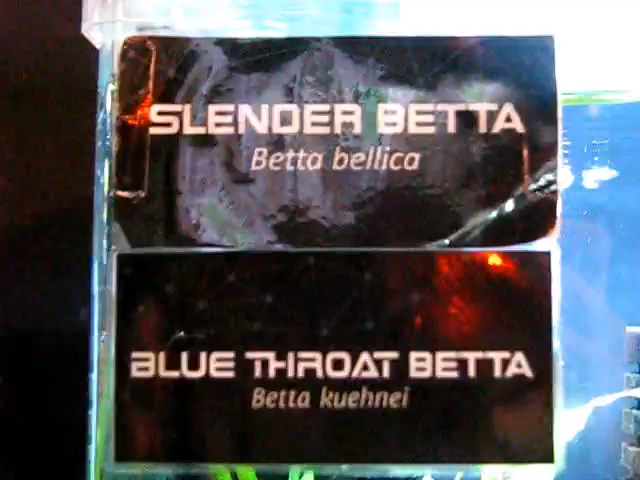 SLENDER BETTA
Betta bellica
BLUE THROAT BETTA
Betta kuehnei